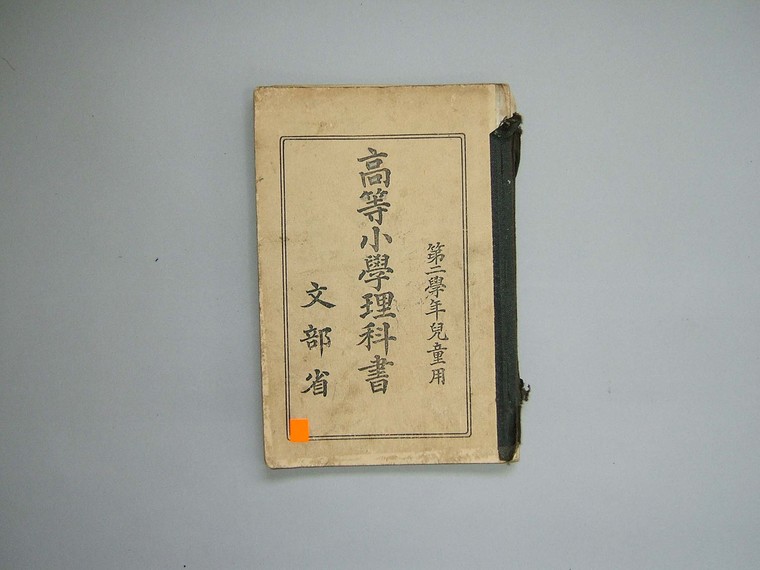 第二學年兒童用
高等小學理科書
文部省